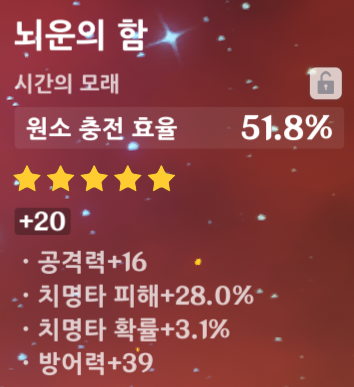 뇌운의 함
시간의 모래
원소 충전 효율 51.8%
+20
· 공격력+16
· 치명타 피해+28.0%
· 치명타 확률+3.1%
· 방어력+39